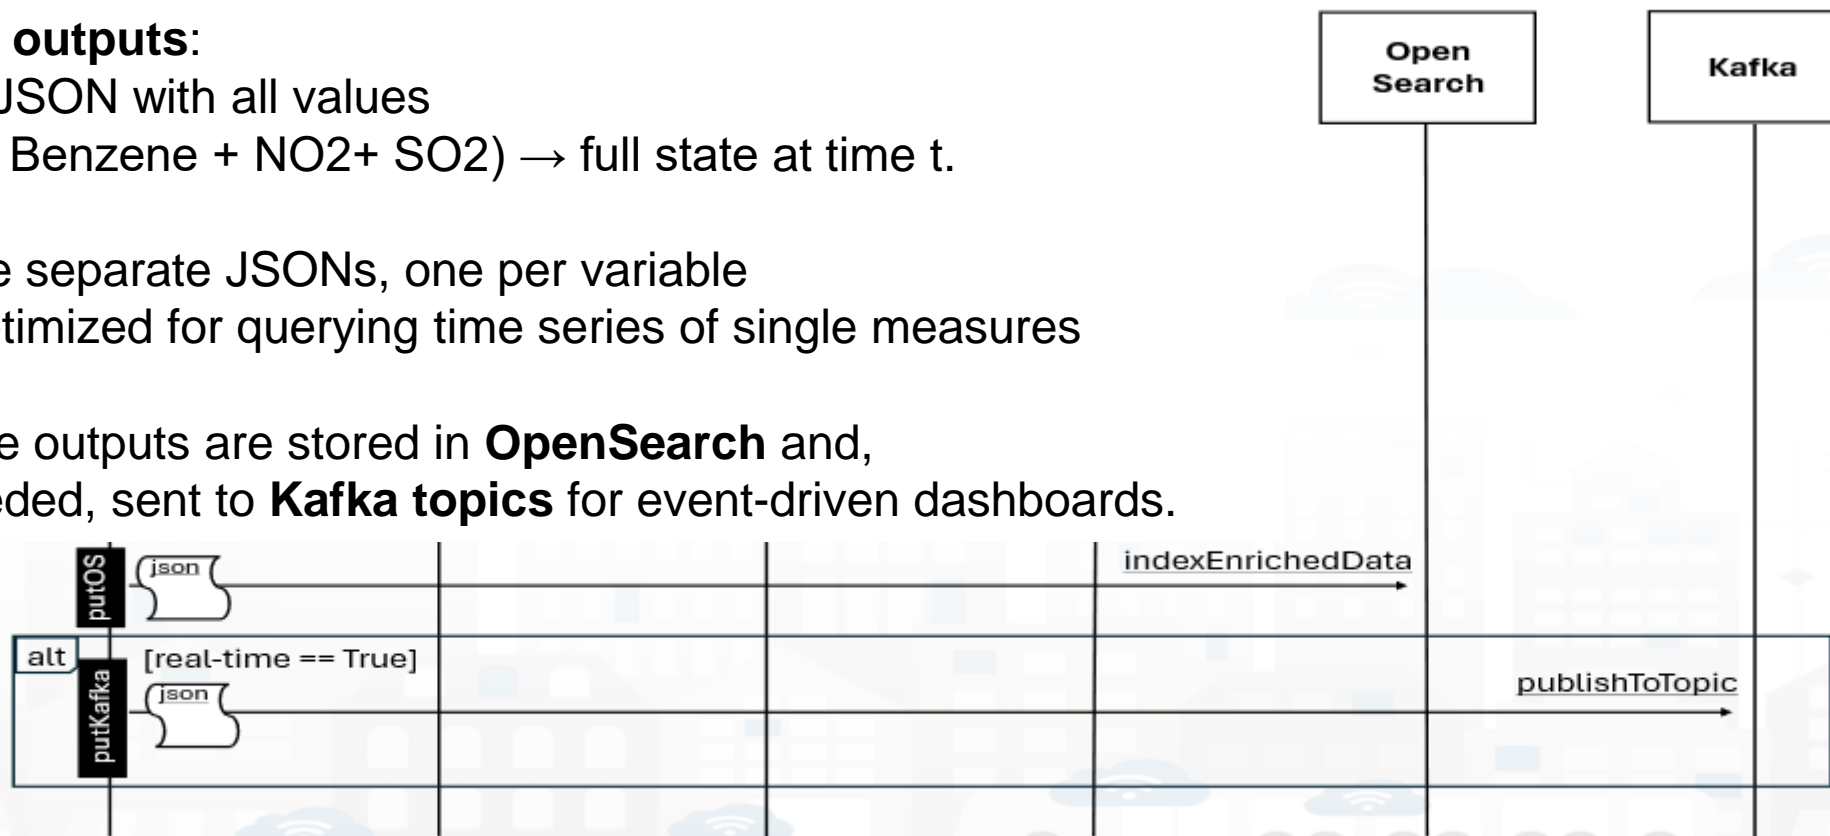 outputs:
JSON with all values
Benzene + NO2+ SO2) → full state at time t.
separate JSONs, one per variable
for querying time series of single measures
outputs are stored in OpenSearch and,
sent to Kafka topics for event-driven dashboards.
Open
Search
Kafka
putOS
json
indexEnrichedData
alt
[real-time == True]
putKafka
json
publishToTopic